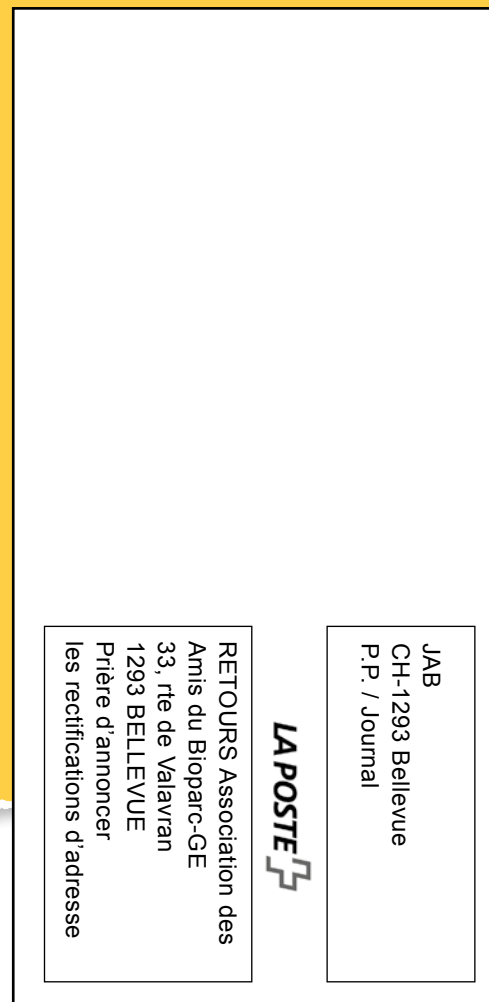 JAB
CH-1293 Bellevue
P.P. / Journal
LA POSTE
RETOURS Association des
Amis du Bioparc-GE
33, rte de Valavran
1293 BELLEVUE
Prière d'annoncer
les rectifications d'adresse